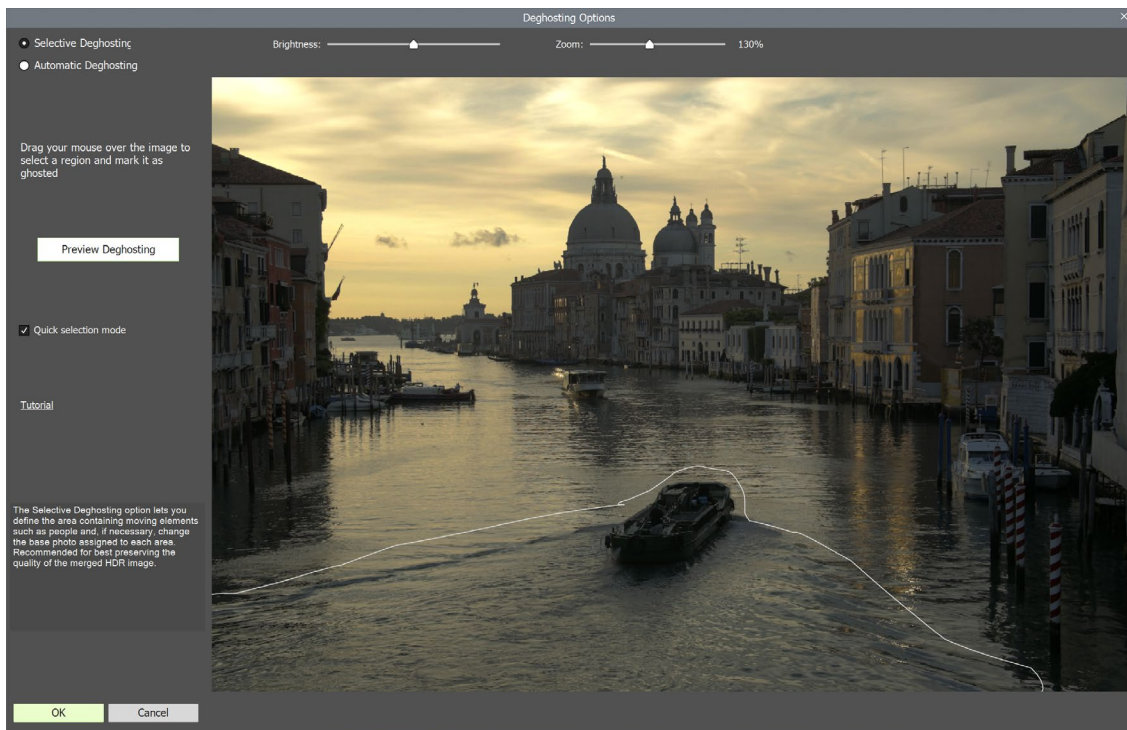 Deghosting Options
Selective Deghosting
Automatic Deghosting
Brightness:
Zoom:
130%
Drag your mouse over the image to
select a region and mark it as
ghosted
Preview Deghosting
Quick selection mode
Tutorial
The Selective Deghosting option lets you
define the area containing moving elements
such as people and, if necessary, change
the base photo assigned to each area.
Recommended for best preserving the
quality of the merged HDR image.
OK
Cancel